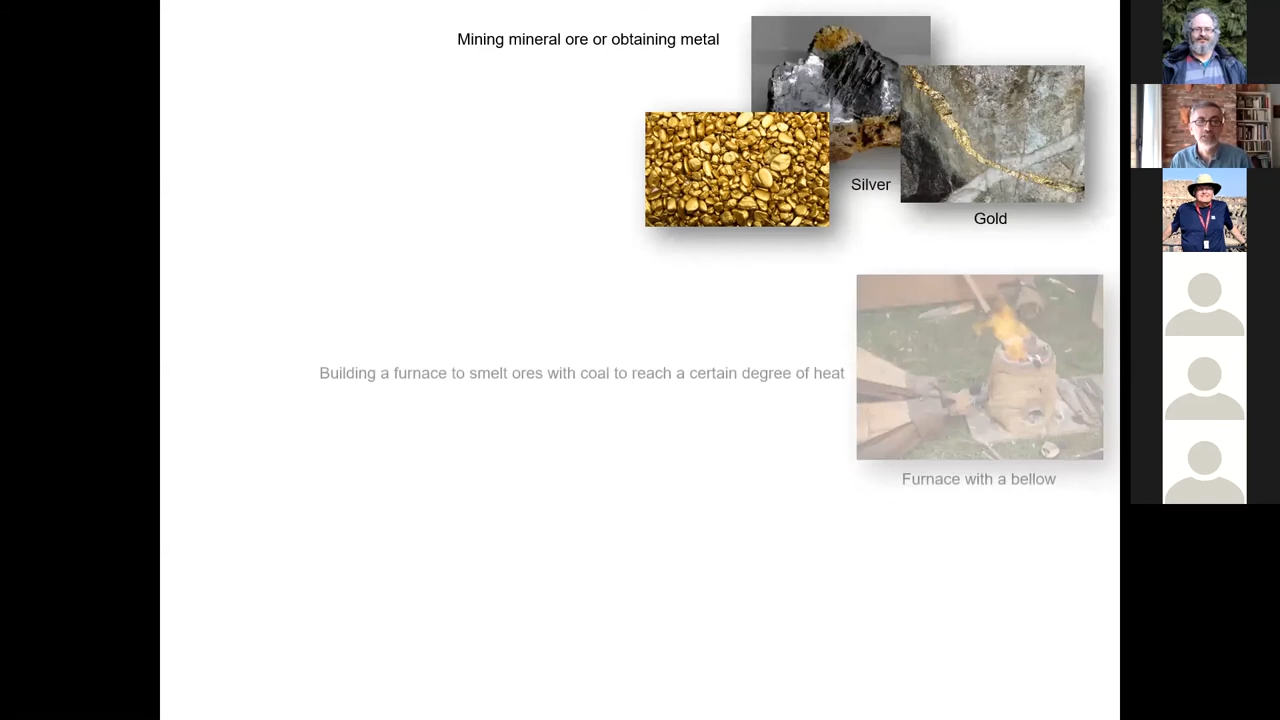 Mining mineral ore or obtaining metal
Silver
Gold
Building a furnace to smelt ores with coal to reach a certain degree of heat
Furnace with a bellow